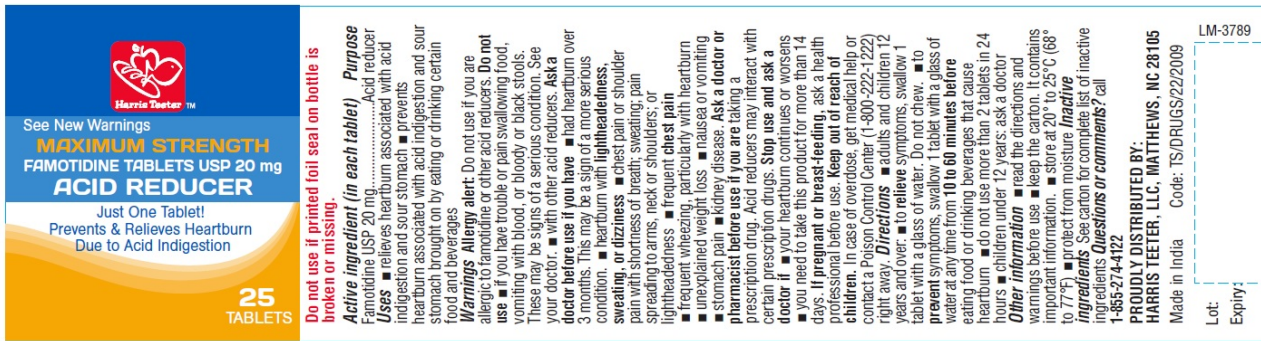 Harris Teeter TM
See New Warnings
MAXIMUM STRENGTH
FAMOTIDINE TABLETS USP 20 mg
ACID REDUCER
Just One Tablet!
Prevents & Relieves Heartburn
Due to Acid Indigestion
25
TABLETS
Do not use if printed foil seal on bottle is
broken or missing.
Active ingredient (in each tablet) Purpose
Famotidine USP 20 mg..................Acid reducer
Uses ■ relieves heartburn associated with acid
indigestion and sour stomach ■ prevents
heartburn associated with acid indigestion and sour
stomach brought on by eating or drinking certain
food and beverages
Warnings Allergy alert: Do not use if you are
allergic to famotidine or other acid reducers. Do not
use ■ if you have trouble or pain swallowing food,
vomiting with blood, or bloody or black stools.
These may be signs of a serious condition. See
your doctor. ■ with other acid reducers. Ask a
doctor before use if you have ■ had heartburn over
3 months. This may be a sign of a more serious
condition. ■ heartburn with lightheadedness,
sweating, or dizziness ■ chest pain or shoulder
pain with shortness of breath; sweating; pain
spreading to arms, neck or shoulders; or
lightheadedness ■ frequent chest pain
■ frequent wheezing, particularly with heartburn
■ unexplained weight loss ■ nausea or vomiting
■ stomach pain ■ kidney disease. Ask a doctor or
pharmacist before use if you are taking a
prescription drug. Acid reducers may interact with
certain prescription drugs. Stop use and ask a
doctor if ■ your heartburn continues or worsens
■ you need to take this product for more than 14
days. If pregnant or breast-feeding, ask a health
professional before use. Keep out of reach of
children. In case of overdose, get medical help or
contact a Poison Control Center (1-800-222-1222)
right away. Directions ■ adults and children 12
years and over: ■ to relieve symptoms, swallow 1
tablet with a glass of water. Do not chew. ■ to
prevent symptoms, swallow 1 tablet with a glass of
water at any time from 10 to 60 minutes before
eating food or drinking beverages that cause
heartburn ■ do not use more than 2 tablets in 24
hours ■ children under 12 years: ask a doctor
Other information ■ read the directions and
warnings before use ■ keep the carton. It contains
important information. ■ store at 20° to 25°C (68°
to 77°F) ■ protect from moisture Inactive
ingredients See carton for complete list of inactive
ingredients Questions or comments? call
1-855-274-4122
PROUDLY DISTRIBUTED BY:
HARRIS TEETER, LLC, MATTHEWS, NC 28105
Made in India Code: TS/DRUGS/22/2009
LM-3789
Lot:
Expiry: